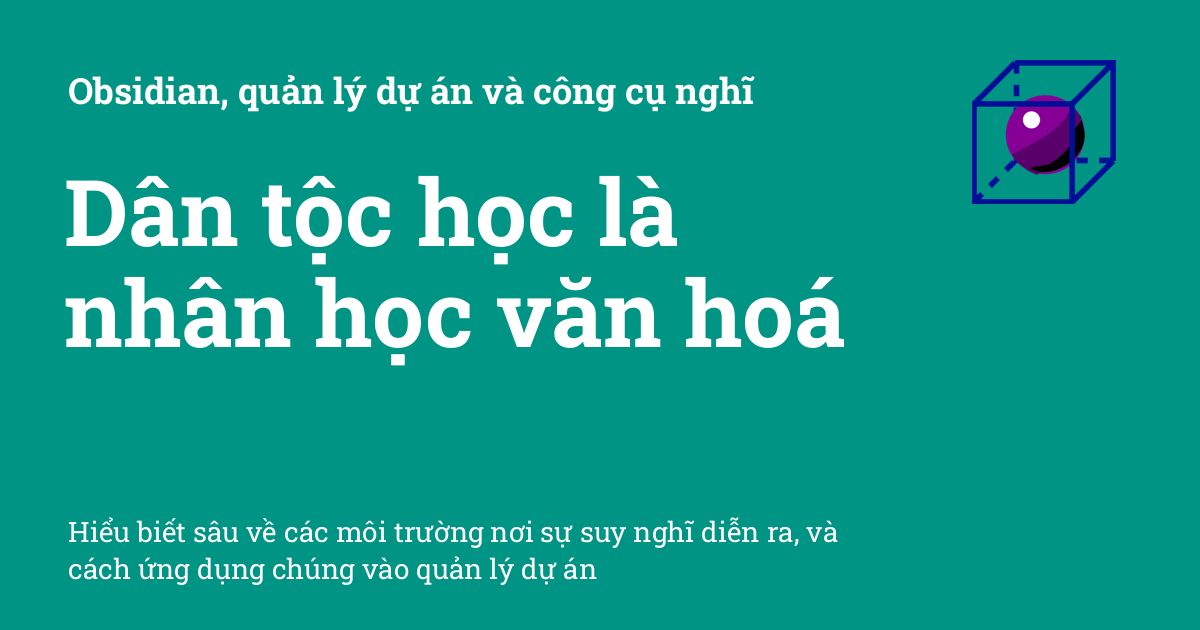 Obsidian, quản lý dự án và công cụ nghĩ
Dân tộc học là
nhân học văn hoá
Hiểu biết sâu về các môi trường nơi sự suy nghĩ diễn ra, và
cách ứng dụng chúng vào quản lý dự án